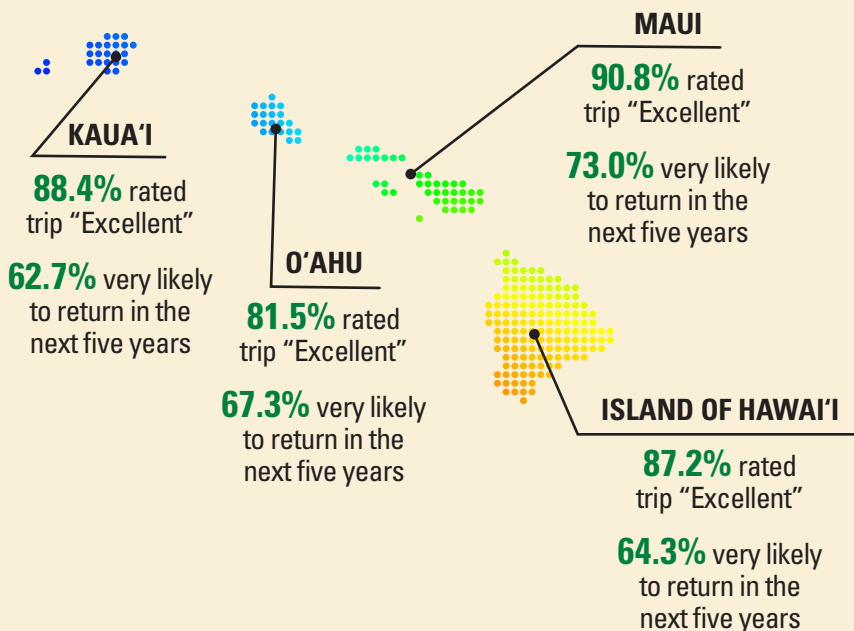 MAUI
90.8% rated
trip “Excellent”
73.0% very likely
to return in the
next five years
KAUA‘I
88.4% rated
trip “Excellent”
62.7% very likely
to return in the
next five years
O‘AHU
81.5% rated
trip “Excellent”
67.3% very likely
to return in the
next five years
ISLAND OF HAWAI‘I
87.2% rated
trip “Excellent”
64.3% very likely
to return in the
next five years